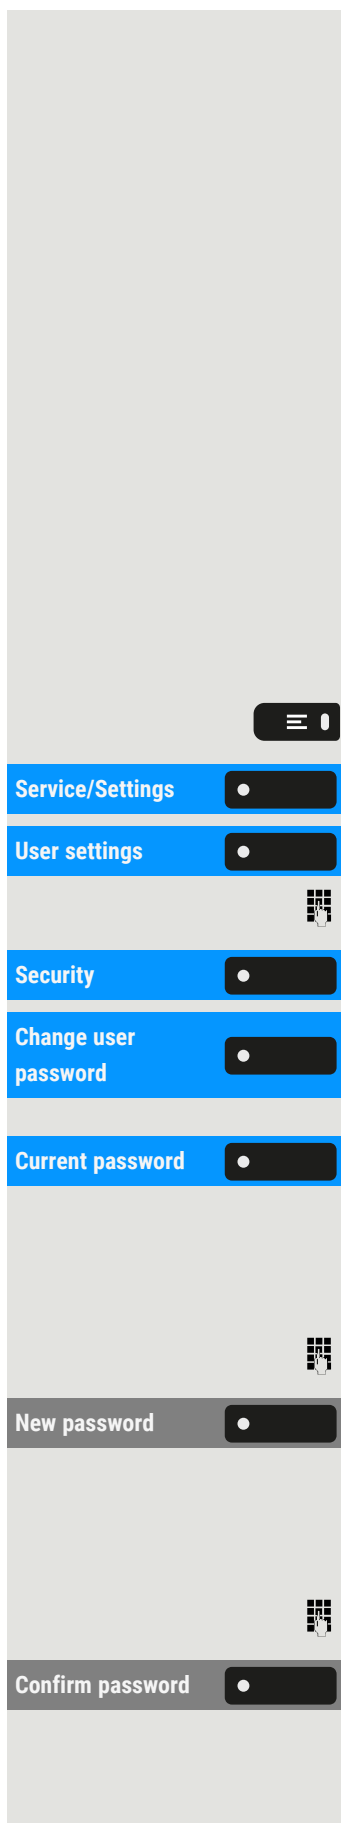 Service/Settings
User settings
Security
Change user
password
Current password
New password
Confirm password